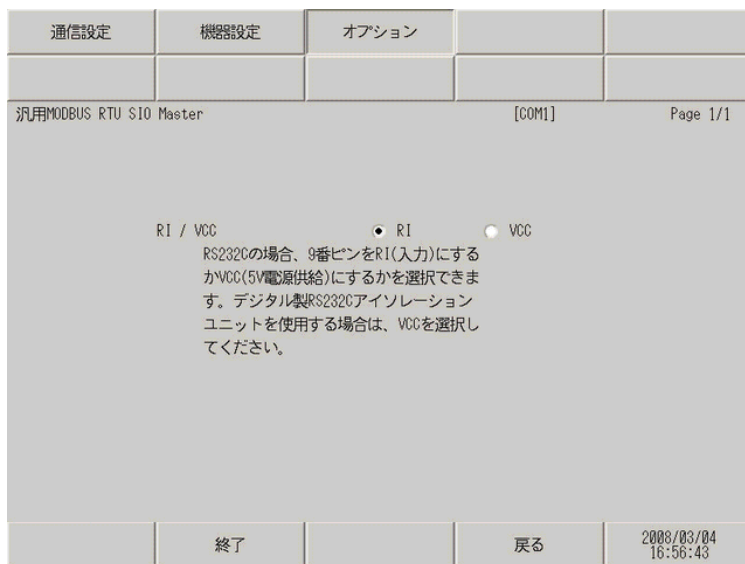 通信設定 機器設定 オプション
汎用MODBUS RTU SIO Master [COM1] Page 1/1
RI / VCC RI VCC
RS232Cの場合、9番ピンをRI(入力)にする
かVCC(5V電源供給)にするかを選択できま
す。デジタル製RS232Cアイソレーション
ユニットを使用する場合は、VCCを選択し
てください。
終了 戻る 2008/03/04
16:56:43